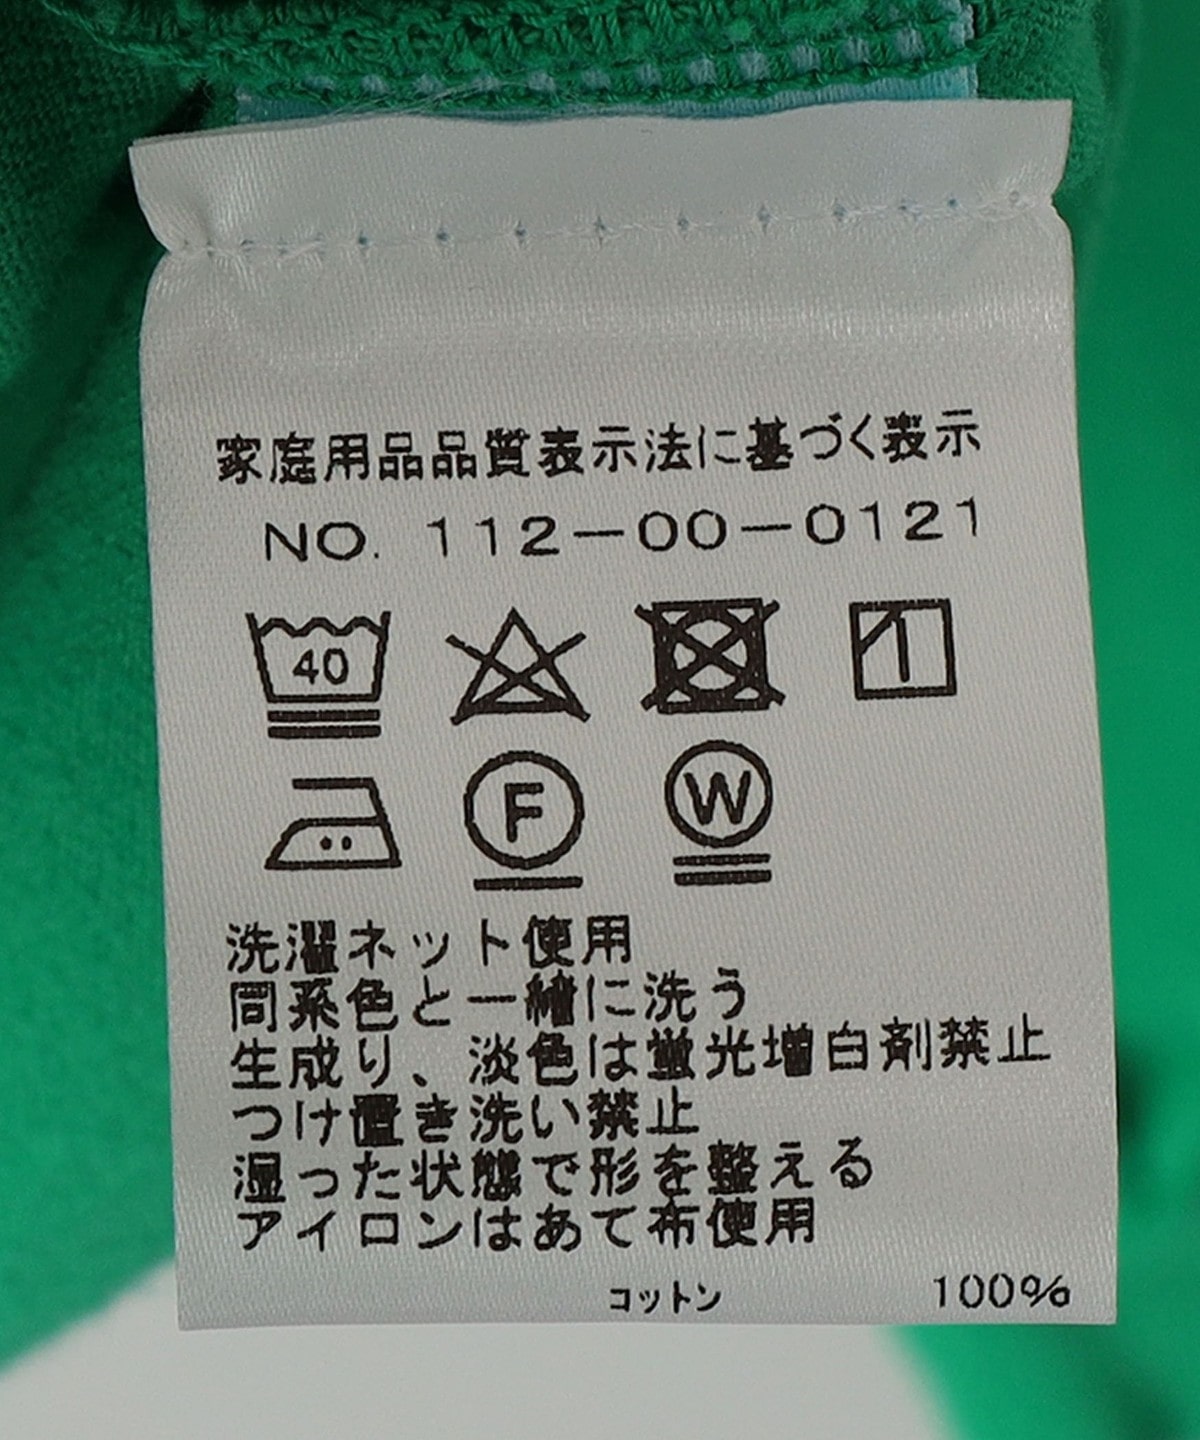 家庭用品品質表示法に基づく表示
NO. 112-00-0121
40
F W
洗濯ネット使用
同系色と一緒に洗う
生成り、淡色は蛍光増白剤禁止
つけ置き洗い禁止
湿った状態で形を整える
アイロンはあて布使用
コットン 100%